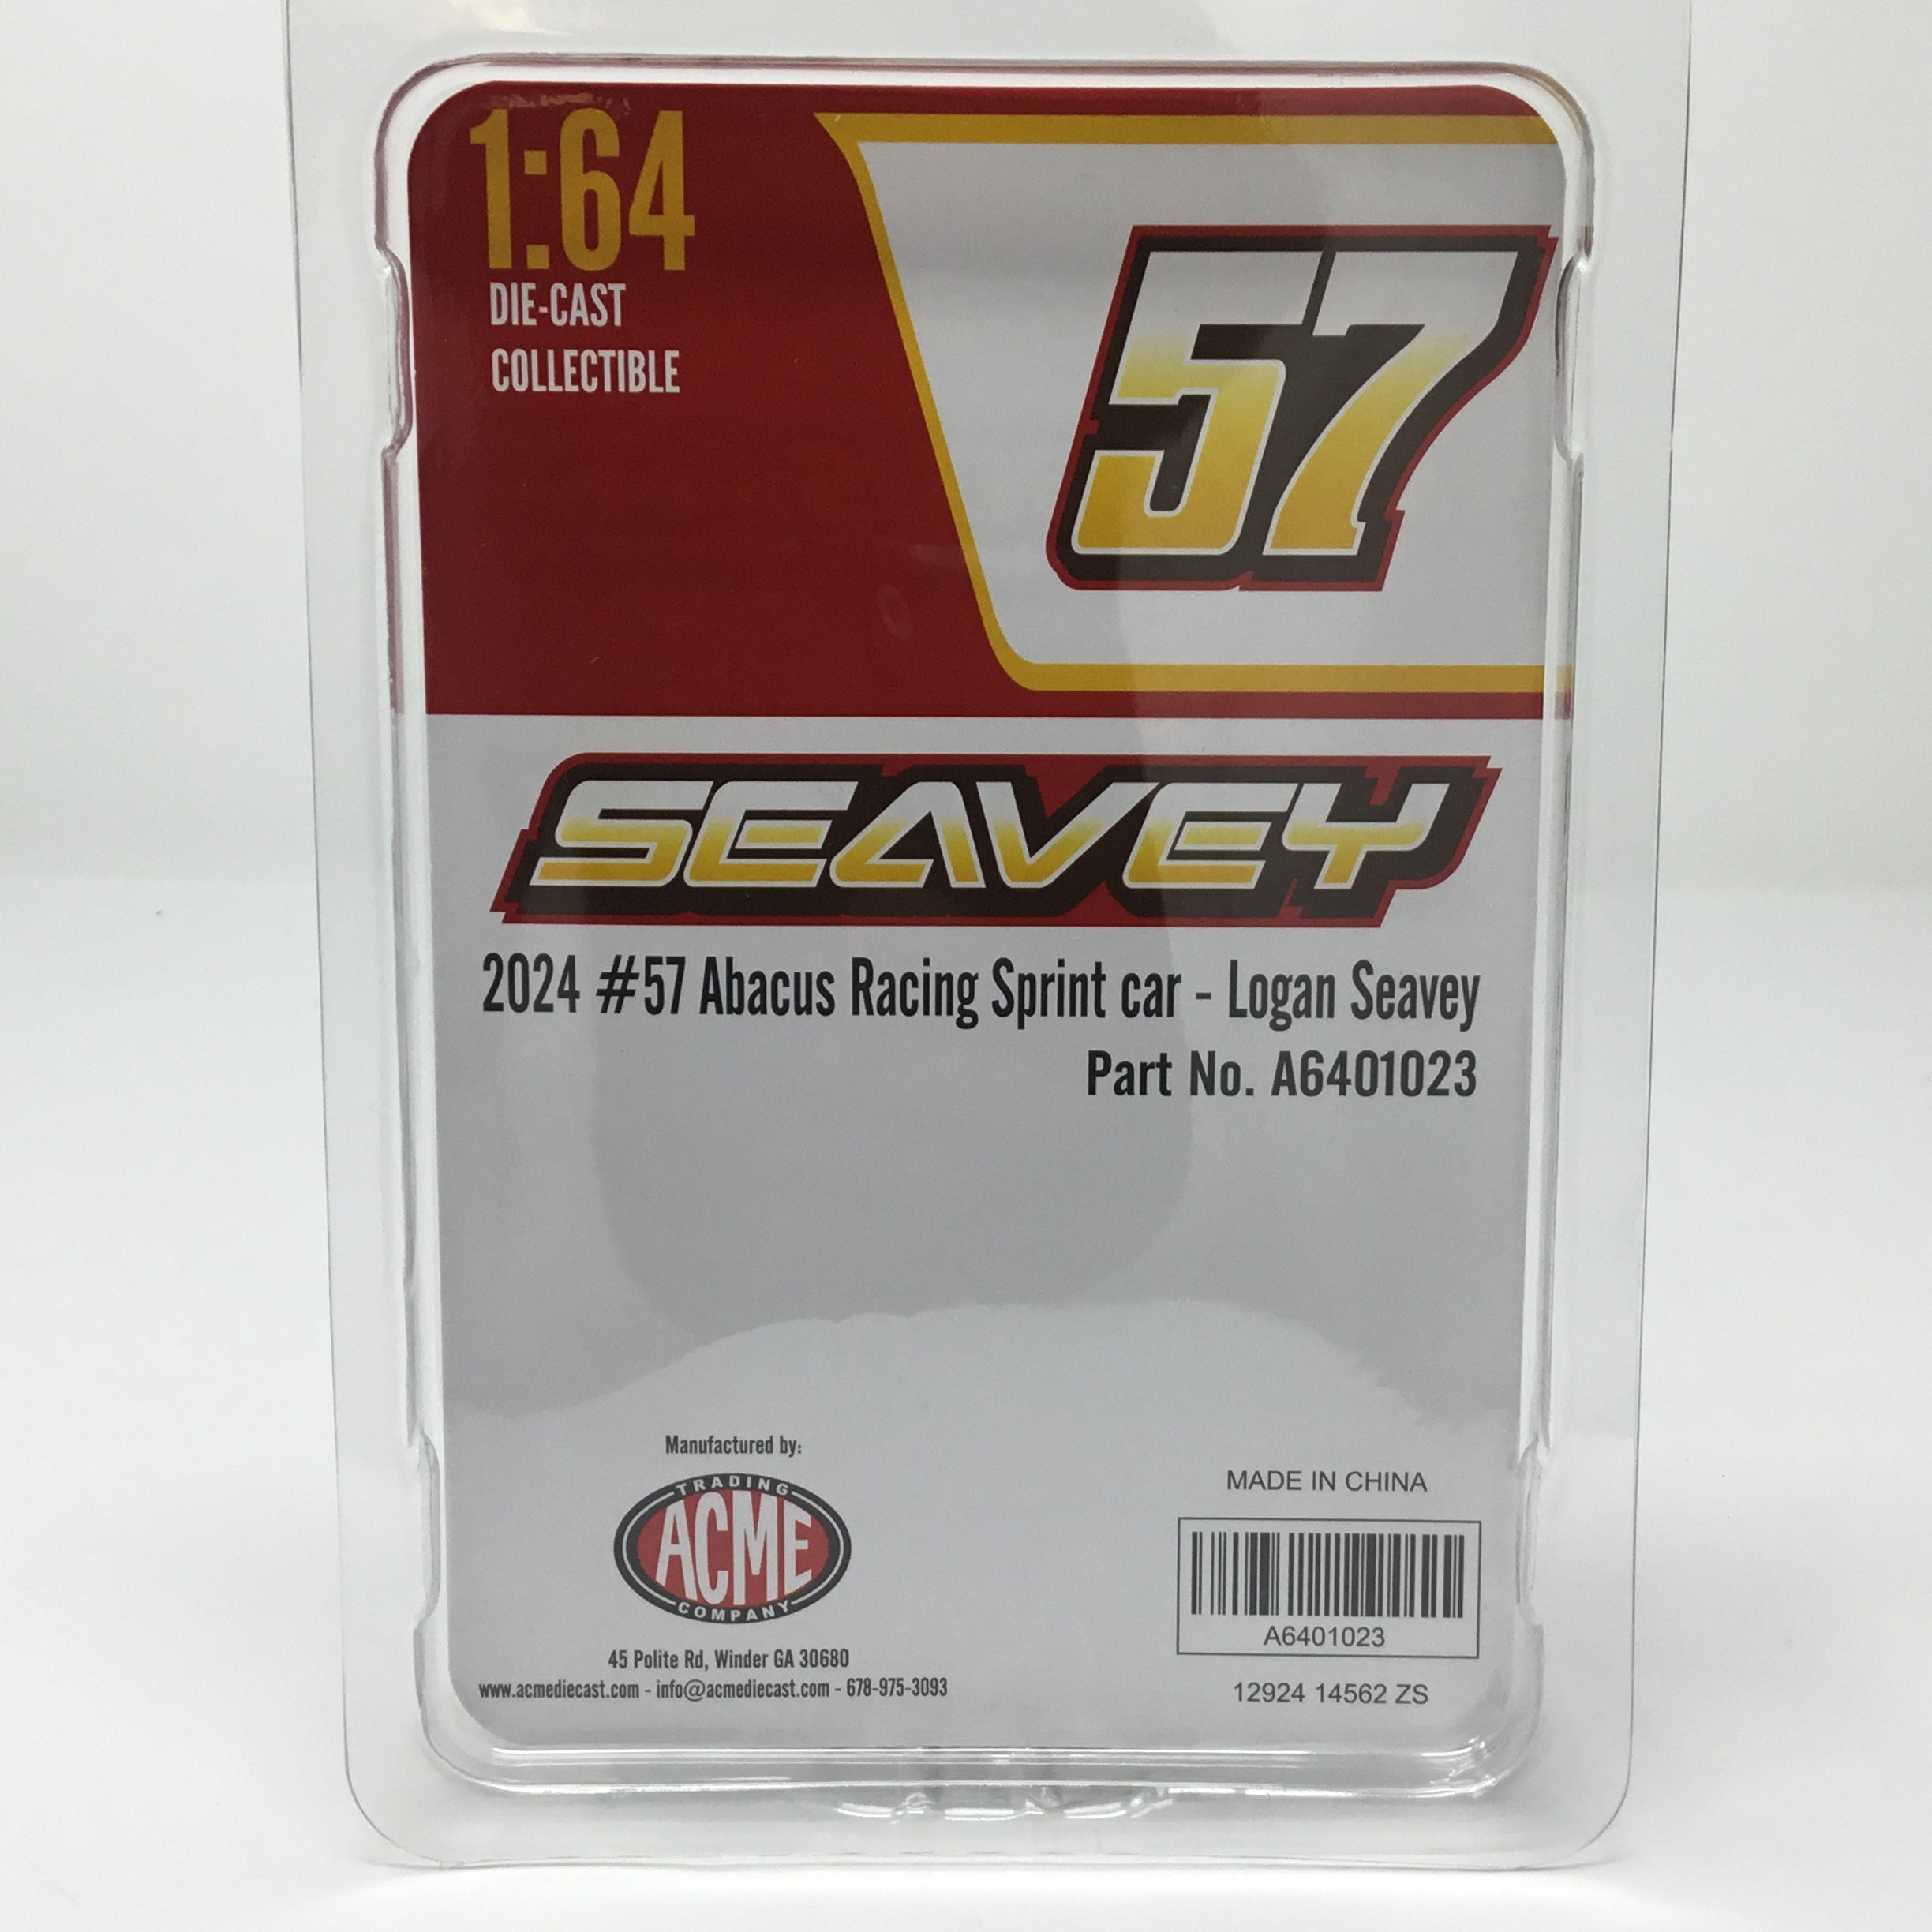 1:64
DIE-CAST
COLLECTIBLE
57
SEAVEY
2024 #57 Abacus Racing Sprint car - Logan Seavey
Part No. A6401023
Manufactured by:
TRADING
ACME
COMPANY
45 Polite Rd, Winder GA 30680
www.acmediecast.com - info@acmediecast.com - 678-975-3093
MADE IN CHINA
A6401023
12924 14562 ZS